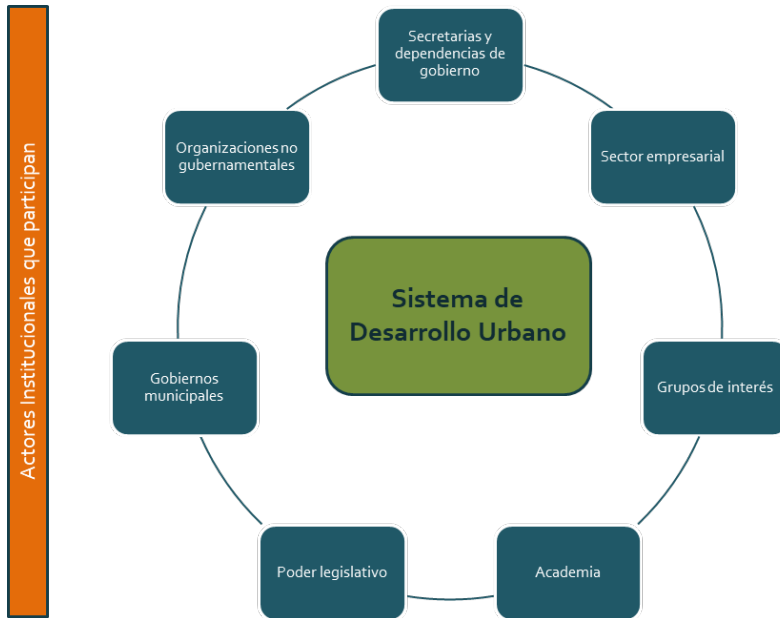 Actores Institucionales que participan
Secretarias y
dependencias de
gobierno
Sector empresarial
Grupos de interés
Academia
Poder legislativo
Gobiernos
municipales
Organizaciones no
gubernamentales
Sistema de
Desarrollo Urbano